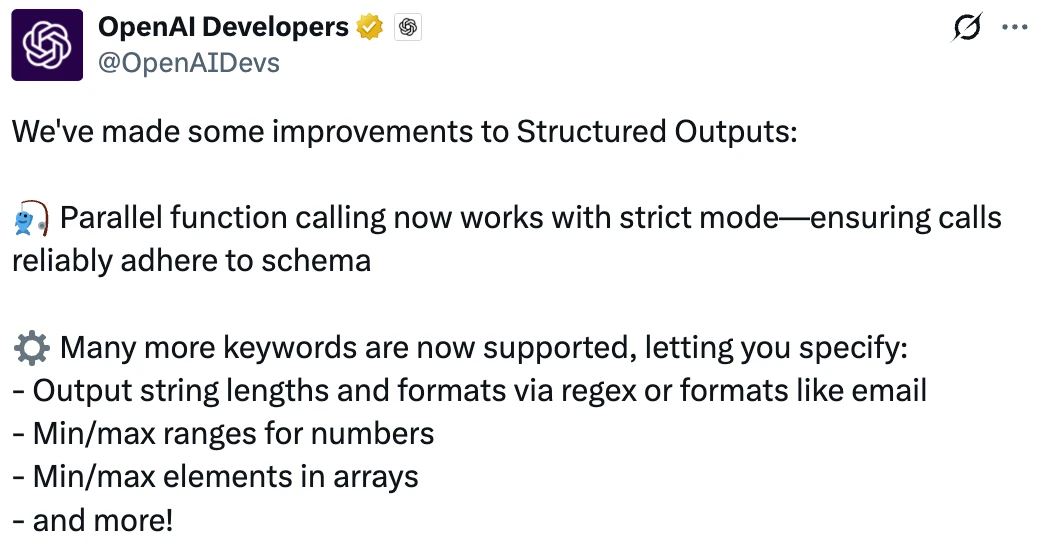 OpenAI Developers
@OpenAIDevs
We've made some improvements to Structured Outputs:
🎣 Parallel function calling now works with strict mode—ensuring calls
reliably adhere to schema
⚙️ Many more keywords are now supported, letting you specify:
- Output string lengths and formats via regex or formats like email
- Min/max ranges for numbers
- Min/max elements in arrays
- and more!